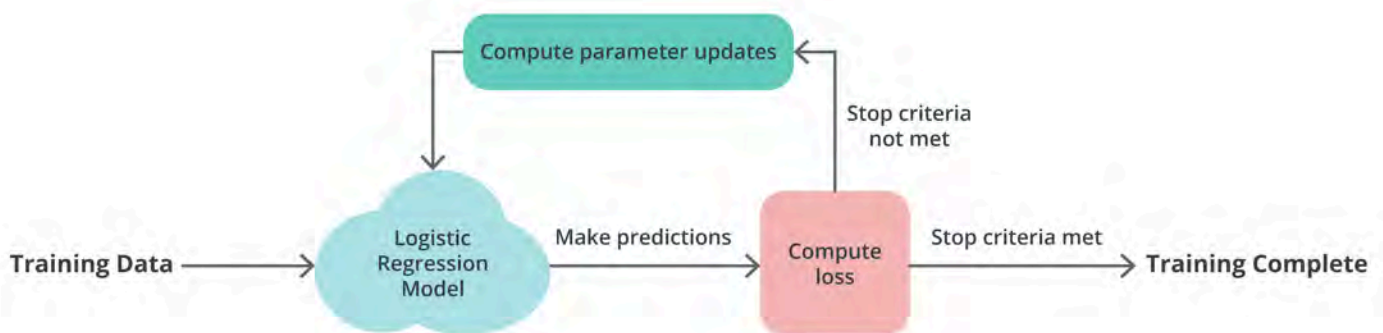 Compute parameter updates
Stop criteria
not met
Training Data
Logistic
Regression
Model
Make predictions
Compute
loss
Stop criteria met
Training Complete